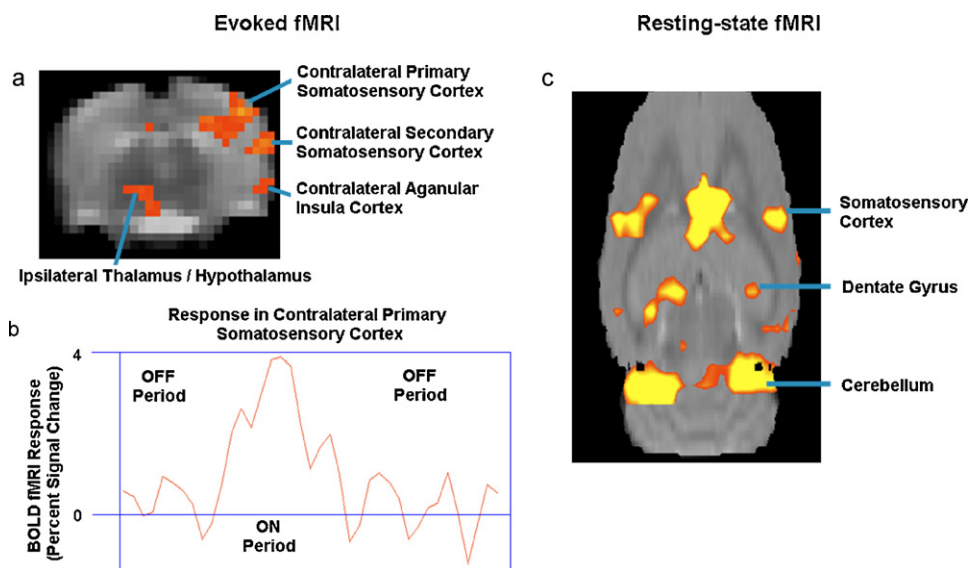 Evoked fMRI
Resting-state fMRI
a
Contralateral Primary
Somatosensory Cortex
Contralateral Secondary
Somatosensory Cortex
Contralateral Aganular
Insula Cortex
Ipsilateral Thalamus / Hypothalamus
b
Response in Contralateral Primary
Somatosensory Cortex
4
OFF
Period
OFF
Period
0
ON
Period
BOLD fMRI Response
(Percent Signal Change)
c
Somatosensory
Cortex
Dentate Gyrus
Cerebellum